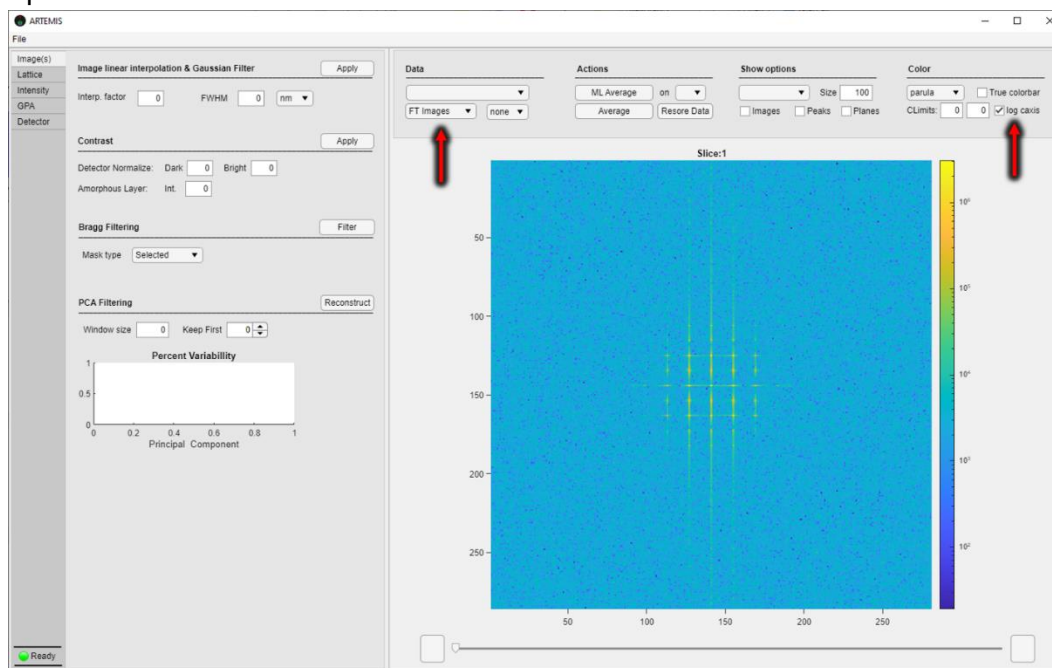 ARTEMIS
File
Image(s)
Lattice
Intensity
GPA
Detector
Image linear interpolation & Gaussian Filter Apply
Interp. factor 0 FWHM 0 nm
Contrast Apply
Detector Normalize: Dark 0 Bright 0
Amorphous Layer: Int. 0
Bragg Filtering Filter
Mask type Selected
PCA Filtering Reconstruct
Window size 0 Keep First 0
Percent Variabillity
1
0.5
0
0 0.2 0.4 0.6 0.8 1
Principal Component
Ready
Data Actions Show options Color
ML Average on Size 100 parula True colorbar
FT Images none Average Resore Data Images Peaks Planes CLimits: 0 0 log caxis
Slice:1
50
100
150
200
250
50 100 150 200 250
10⁶
10⁵
10⁴
10³
10²